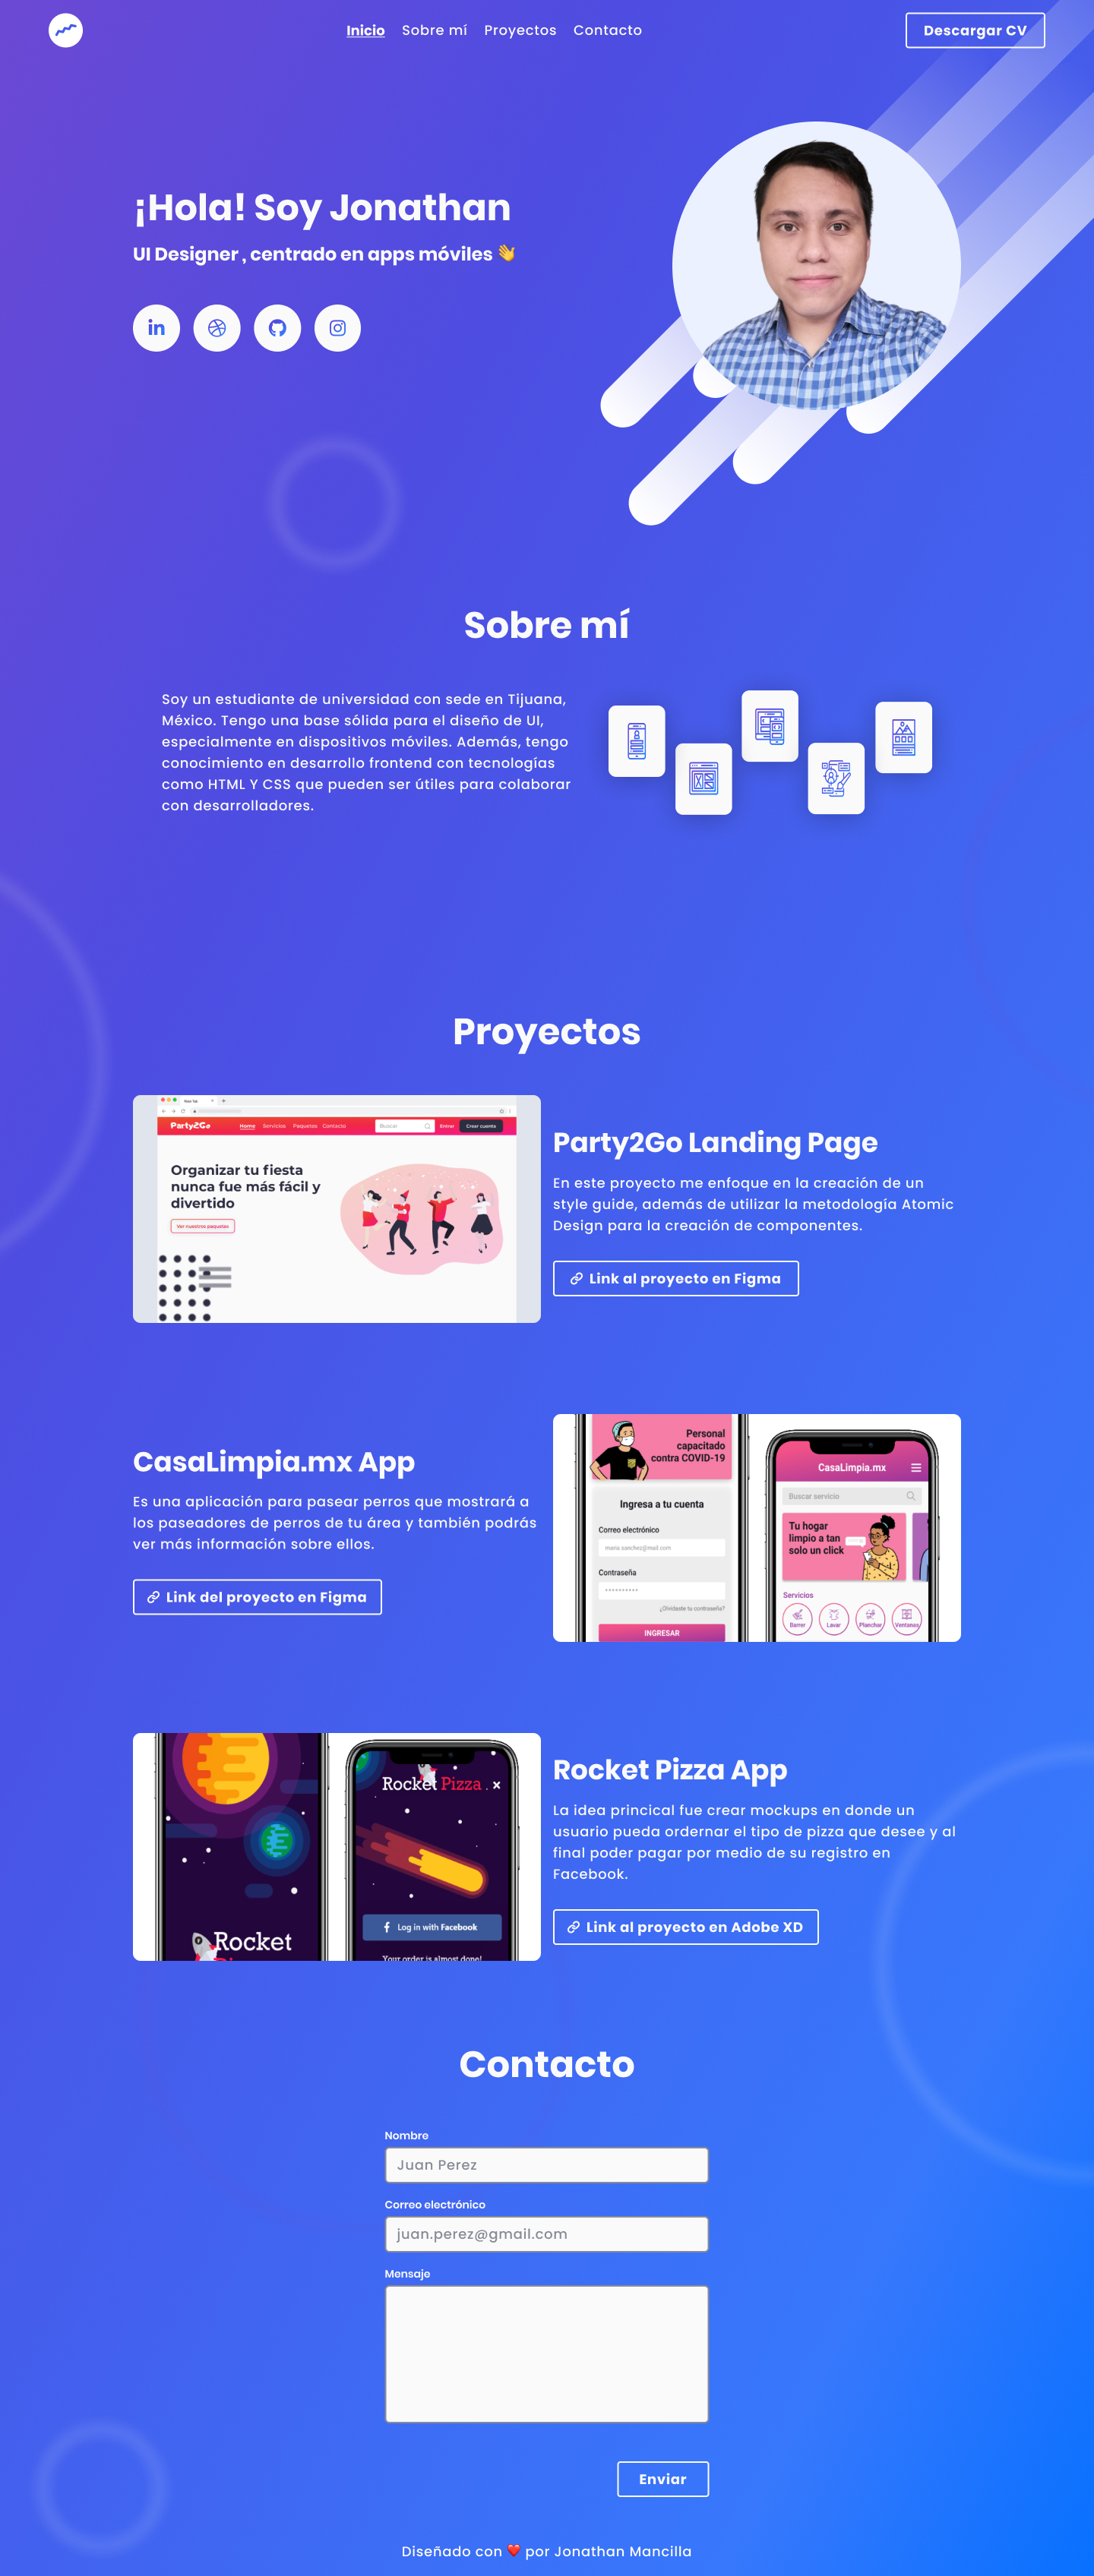 Inicio Sobre mí Proyectos Contacto
Descargar CV
¡Hola! Soy Jonathan
UI Designer , centrado en apps móviles 👋
in
Sobre mí
Soy un estudiante de universidad con sede en Tijuana,
México. Tengo una base sólida para el diseño de UI,
especialmente en dispositivos móviles. Además, tengo
conocimiento en desarrollo frontend con tecnologías
como HTML Y CSS que pueden ser útiles para colaborar
con desarrolladores.
Proyectos
New Tab
Party2Go Home Servicios Paquetes Contacto Buscar Entrar Crear cuenta
Organizar tu fiesta
nunca fue más fácil y
divertido
Ver nuestros paquetes
Party2Go Landing Page
En este proyecto me enfoque en la creación de un
style guide, además de utilizar la metodología Atomic
Design para la creación de componentes.
Link al proyecto en Figma
CasaLimpia.mx App
Es una aplicación para pasear perros que mostrará a
los paseadores de perros de tu área y también podrás
ver más información sobre ellos.
Link del proyecto en Figma
Personal
capacitado
contra COVID-19
Ingresa a tu cuenta
Correo electrónico
maria.sanchez@mail.com
Contraseña
¿Olvidaste tu contraseña?
INGRESAR
CasaLimpia.mx
Buscar servicio
Tu hogar
limpio a tan
solo un click
Servicios
Barrer Lavar Planchar Ventanas
Rocket
Rocket Pizza
Log in with Facebook
Your order is almost done!
Rocket Pizza App
La idea princical fue crear mockups en donde un
usuario pueda ordernar el tipo de pizza que desee y al
final poder pagar por medio de su registro en
Facebook.
Link al proyecto en Adobe XD
Contacto
Nombre
Juan Perez
Correo electrónico
juan.perez@gmail.com
Mensaje
Enviar
Diseñado con ❤️ por Jonathan Mancilla